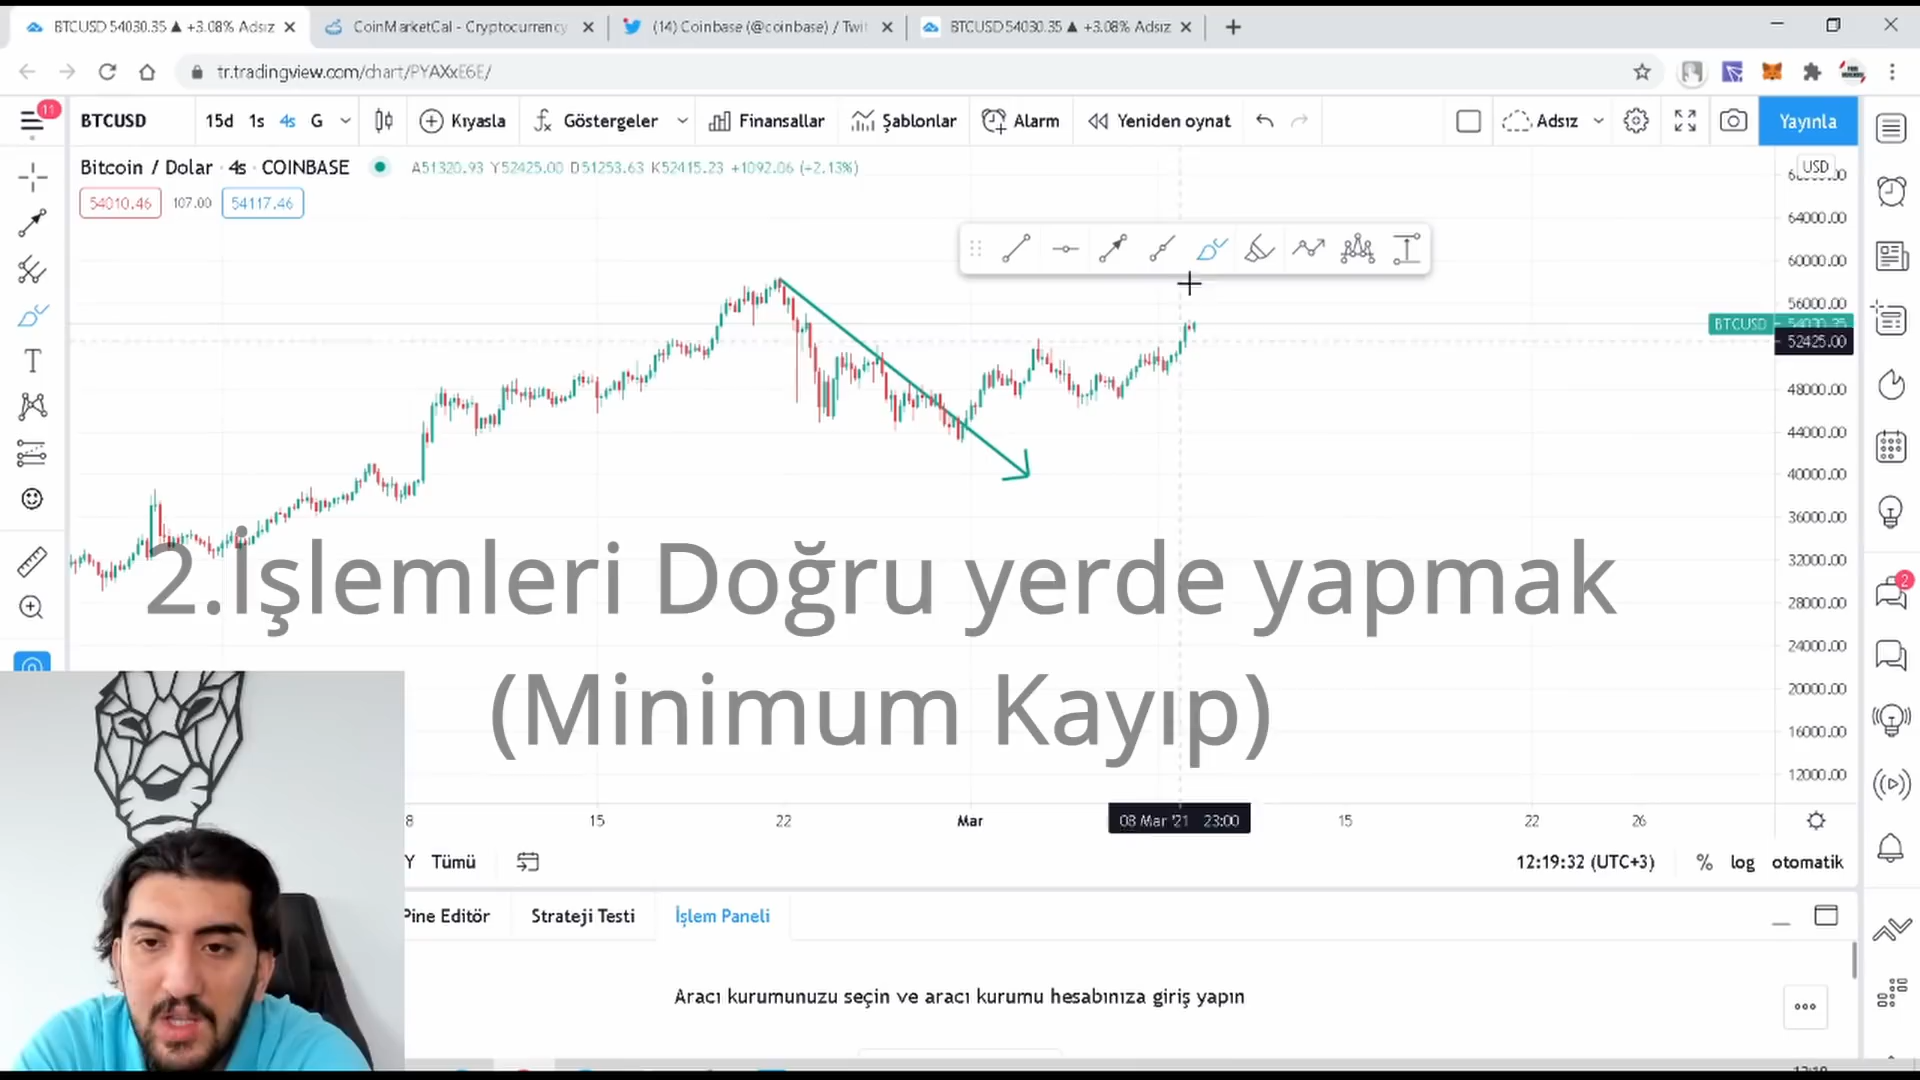 BTCUSD 54030.35 ▲ +3.08% Adsız
CoinMarketCal - Cryptocurrency
(14) Coinbase (@coinbase) / Twit
BTCUSD 54030.35 ▲ +3.08% Adsız
tr.tradingview.com/chart/PYAXxE6E/
11
BTCUSD 15d 1s 4s G Kıyasla Göstergeler Finansallar Şablonlar Alarm Yeniden oynat Adsız Yayınla
Bitcoin / Dolar · 4s · COINBASE A51320.93 Y52425.00 D51253.63 K52415.23 +1092.06 (+2.13%)
USD
54010.46 107.00 54117.46
64000.00
60000.00
56000.00
BTCUSD 54030.35
52425.00
48000.00
44000.00
40000.00
36000.00
32000.00
2.İşlemleri Doğru yerde yapmak
28000.00
2
24000.00
20000.00
(Minimum Kayıp)
16000.00
12000.00
8 15 22 Mar 08 Mar '21 23:00 15 22 26
Y Tümü 12:19:32 (UTC+3) % log otomatik
Pine Editör Strateji Testi İşlem Paneli
Aracı kurumunuzu seçin ve aracı kurumu hesabınıza giriş yapın